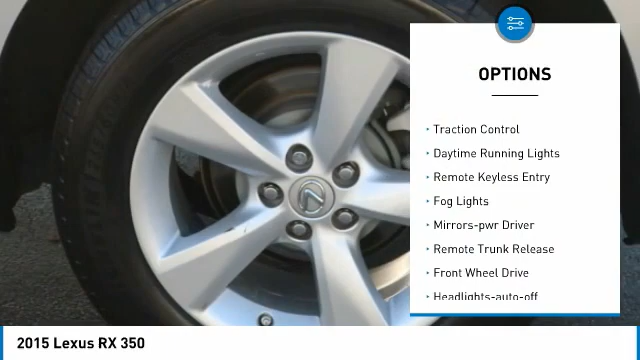 OPTIONS
• Traction Control
• Daytime Running Lights
• Remote Keyless Entry
• Fog Lights
• Mirrors-pwr Driver
• Remote Trunk Release
• Front Wheel Drive
• Headlights-auto-off
2015 Lexus RX 350